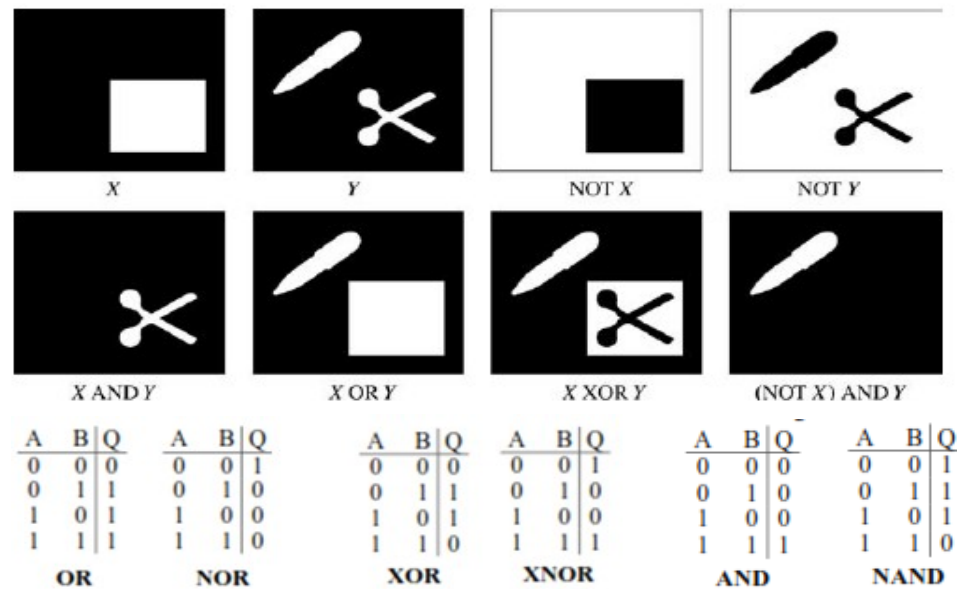 X Y NOT X NOT Y
X AND Y X OR Y X XOR Y (NOT X) AND Y
A B Q A B Q A B Q A B Q A B Q A B Q
0 0 0 0 0 1 0 0 0 0 0 1 0 0 0 0 0 1
0 1 1 0 1 0 0 1 1 0 1 0 0 1 0 0 1 1
1 0 1 1 0 0 1 0 1 1 0 0 1 0 0 1 0 1
1 1 1 1 1 0 1 1 0 1 1 1 1 1 1 1 1 0
OR NOR XOR XNOR AND NAND